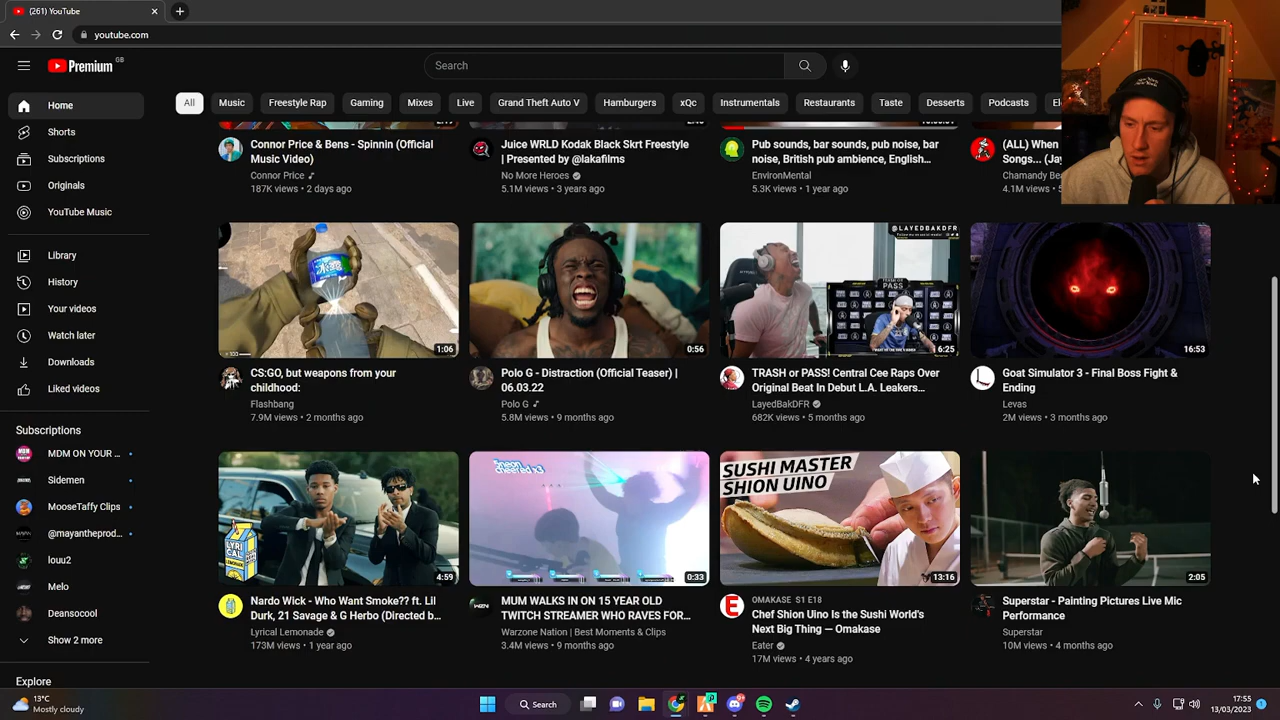 (261) YouTube
youtube.com
Premium GB
Search
All
Music
Freestyle Rap
Gaming
Mixes
Live
Grand Theft Auto V
Hamburgers
xQc
Instrumentals
Restaurants
Taste
Desserts
Podcasts
Home
Shorts
Subscriptions
Originals
YouTube Music
Library
History
Your videos
Watch later
Downloads
Liked videos
Subscriptions
MDM ON YOUR ...
Sidemen
MooseTaffy Clips
@mayantheprod...
louu2
Melo
Deansocool
Show 2 more
Explore
Connor Price & Bens - Spinnin (Official
Music Video)
Connor Price
187K views • 2 days ago
Juice WRLD Kodak Black Skrt Freestyle
| Presented by @lakafilms
No More Heroes
5.1M views • 3 years ago
Pub sounds, bar sounds, pub noise, bar
noise, British pub ambience, English...
EnvironMental
5.3K views • 1 year ago
(ALL) When
Songs... (Jay
Chamandy Bea
4.1M views • 5
1:06
CS:GO, but weapons from your
childhood:
Flashbang
7.9M views • 2 months ago
0:56
Polo G - Distraction (Official Teaser) |
06.03.22
Polo G
5.8M views • 9 months ago
@LAYEDBAKDFR
TRASH or
PASS
6:25
TRASH or PASS! Central Cee Raps Over
Original Beat In Debut L.A. Leakers...
LayedBakDFR
682K views • 5 months ago
16:53
Goat Simulator 3 - Final Boss Fight &
Ending
Levas
2M views • 3 months ago
LYRICAL
LEMONADE
4:59
Nardo Wick - Who Want Smoke?? ft. Lil
Durk, 21 Savage & G Herbo (Directed b...
Lyrical Lemonade
173M views • 1 year ago
0:33
MUM WALKS IN ON 15 YEAR OLD
TWITCH STREAMER WHO RAVES FOR...
Warzone Nation | Best Moments & Clips
3.4M views • 9 months ago
SUSHI MASTER
SHION UINO
13:16
OMAKASE S1 E18
Chef Shion Uino Is the Sushi World's
Next Big Thing — Omakase
Eater
17M views • 4 years ago
2:05
Superstar - Painting Pictures Live Mic
Performance
Superstar
10M views • 4 months ago
13°C
Mostly cloudy
Search
17:55
13/03/2023